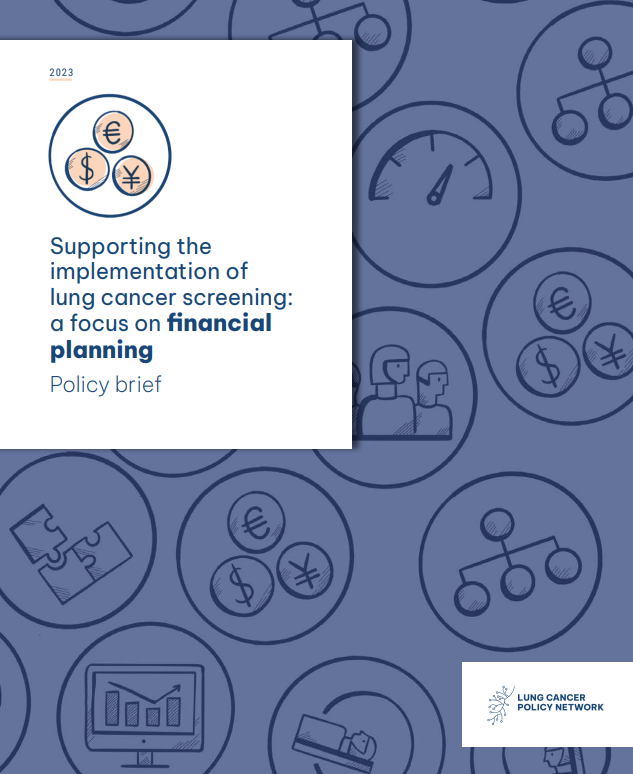 2023
€
$ ¥
Supporting the
implementation of
lung cancer screening:
a focus on financial
planning
Policy brief
€
$ ¥
€
$ ¥
LUNG CANCER
POLICY NETWORK